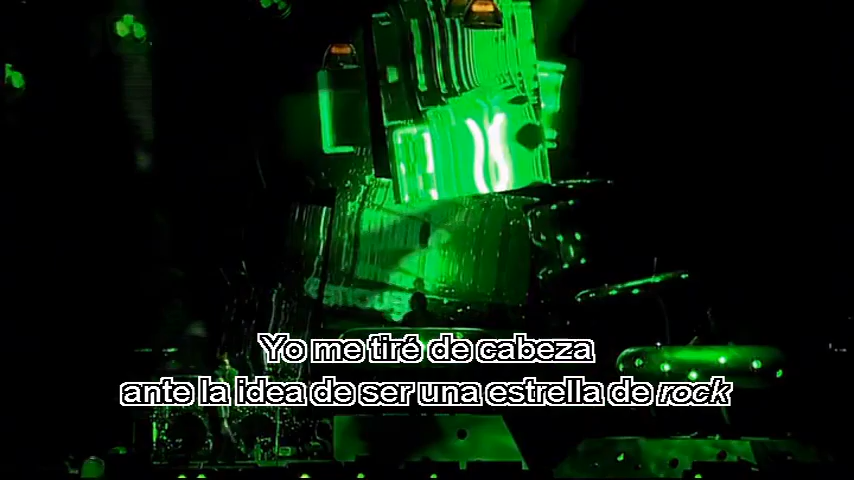 Yo me tiré de cabeza
ante la idea de ser una estrella de rock